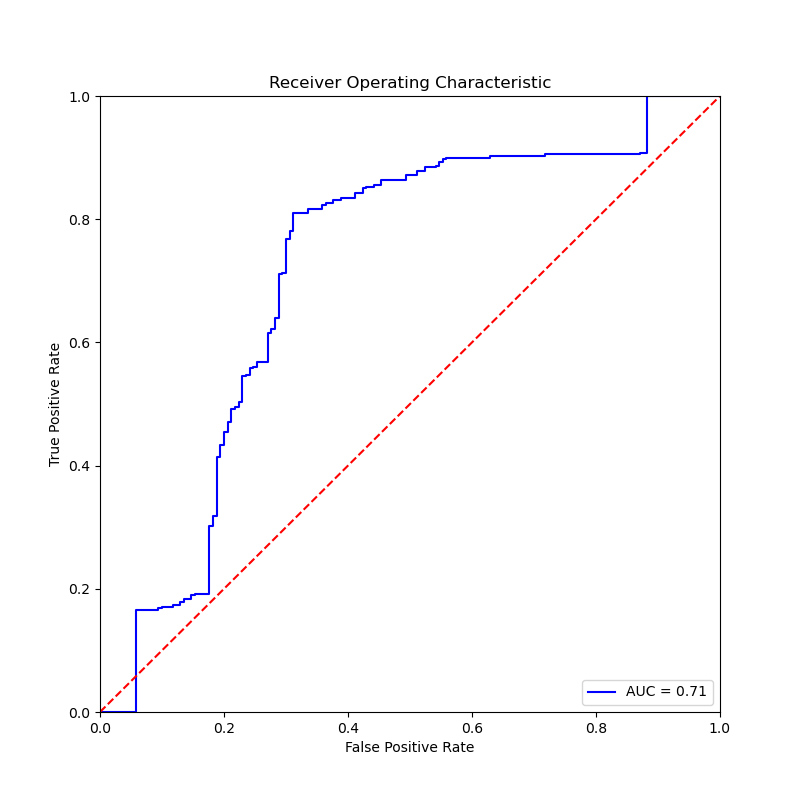 Receiver Operating Characteristic
1.0
0.8
0.6
0.4
0.2
0.0
True Positive Rate
AUC = 0.71
0.0 0.2 0.4 0.6 0.8 1.0
False Positive Rate